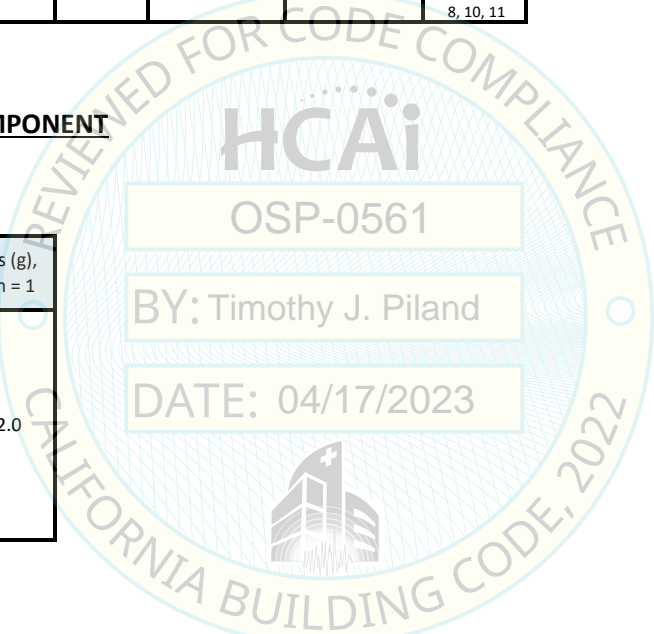 8, 10, 11
REVIEWED FOR CODE COMPLIANCE
HCAi
MPONENT
OSP-0561
s (g),
n = 1
BY: Timothy J. Piland
DATE: 04/17/2023
2.0
CALIFORNIA BUILDING CODE, 2022